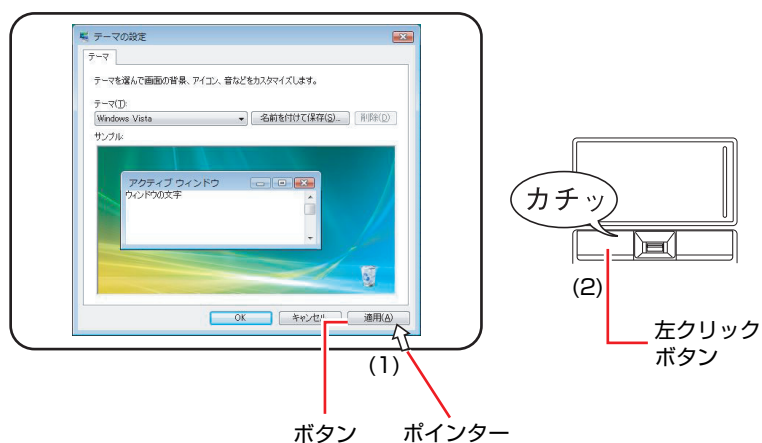 テーマの設定
テーマ
テーマを選んで画面の背景、アイコン、音などをカスタマイズします。
テーマ(T):
Windows Vista
名前を付けて保存(S)...
削除(D)
サンプル:
アクティブ ウィンドウ
ウィンドウの文字
OK
キャンセル
適用(A)
(1)
ボタン
ポインター
カチッ
(2)
左クリック
ボタン